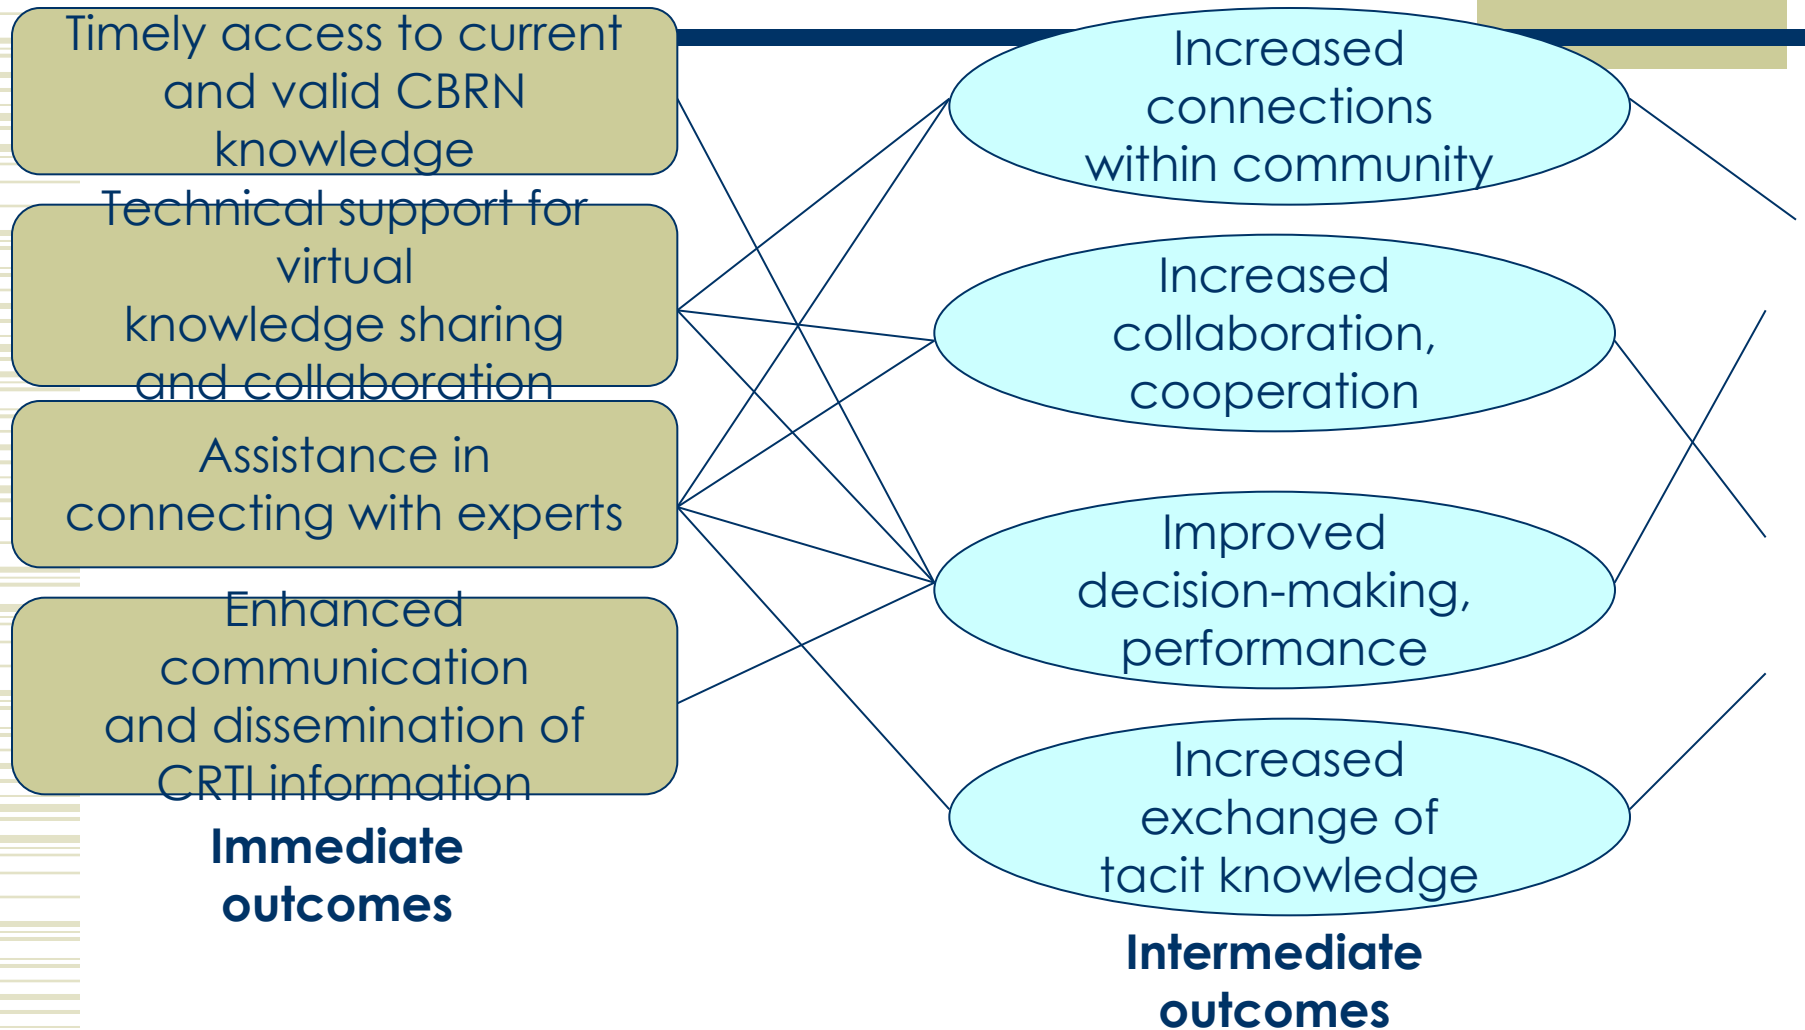 Timely access to current
and valid CBRN
knowledge
Technical support for
virtual
knowledge sharing
and collaboration
Assistance in
connecting with experts
Enhanced
communication
and dissemination of
CRTI information
Immediate
outcomes
Increased
connections
within community
Increased
collaboration,
cooperation
Improved
decision-making,
performance
Increased
exchange of
tacit knowledge
Intermediate
outcomes